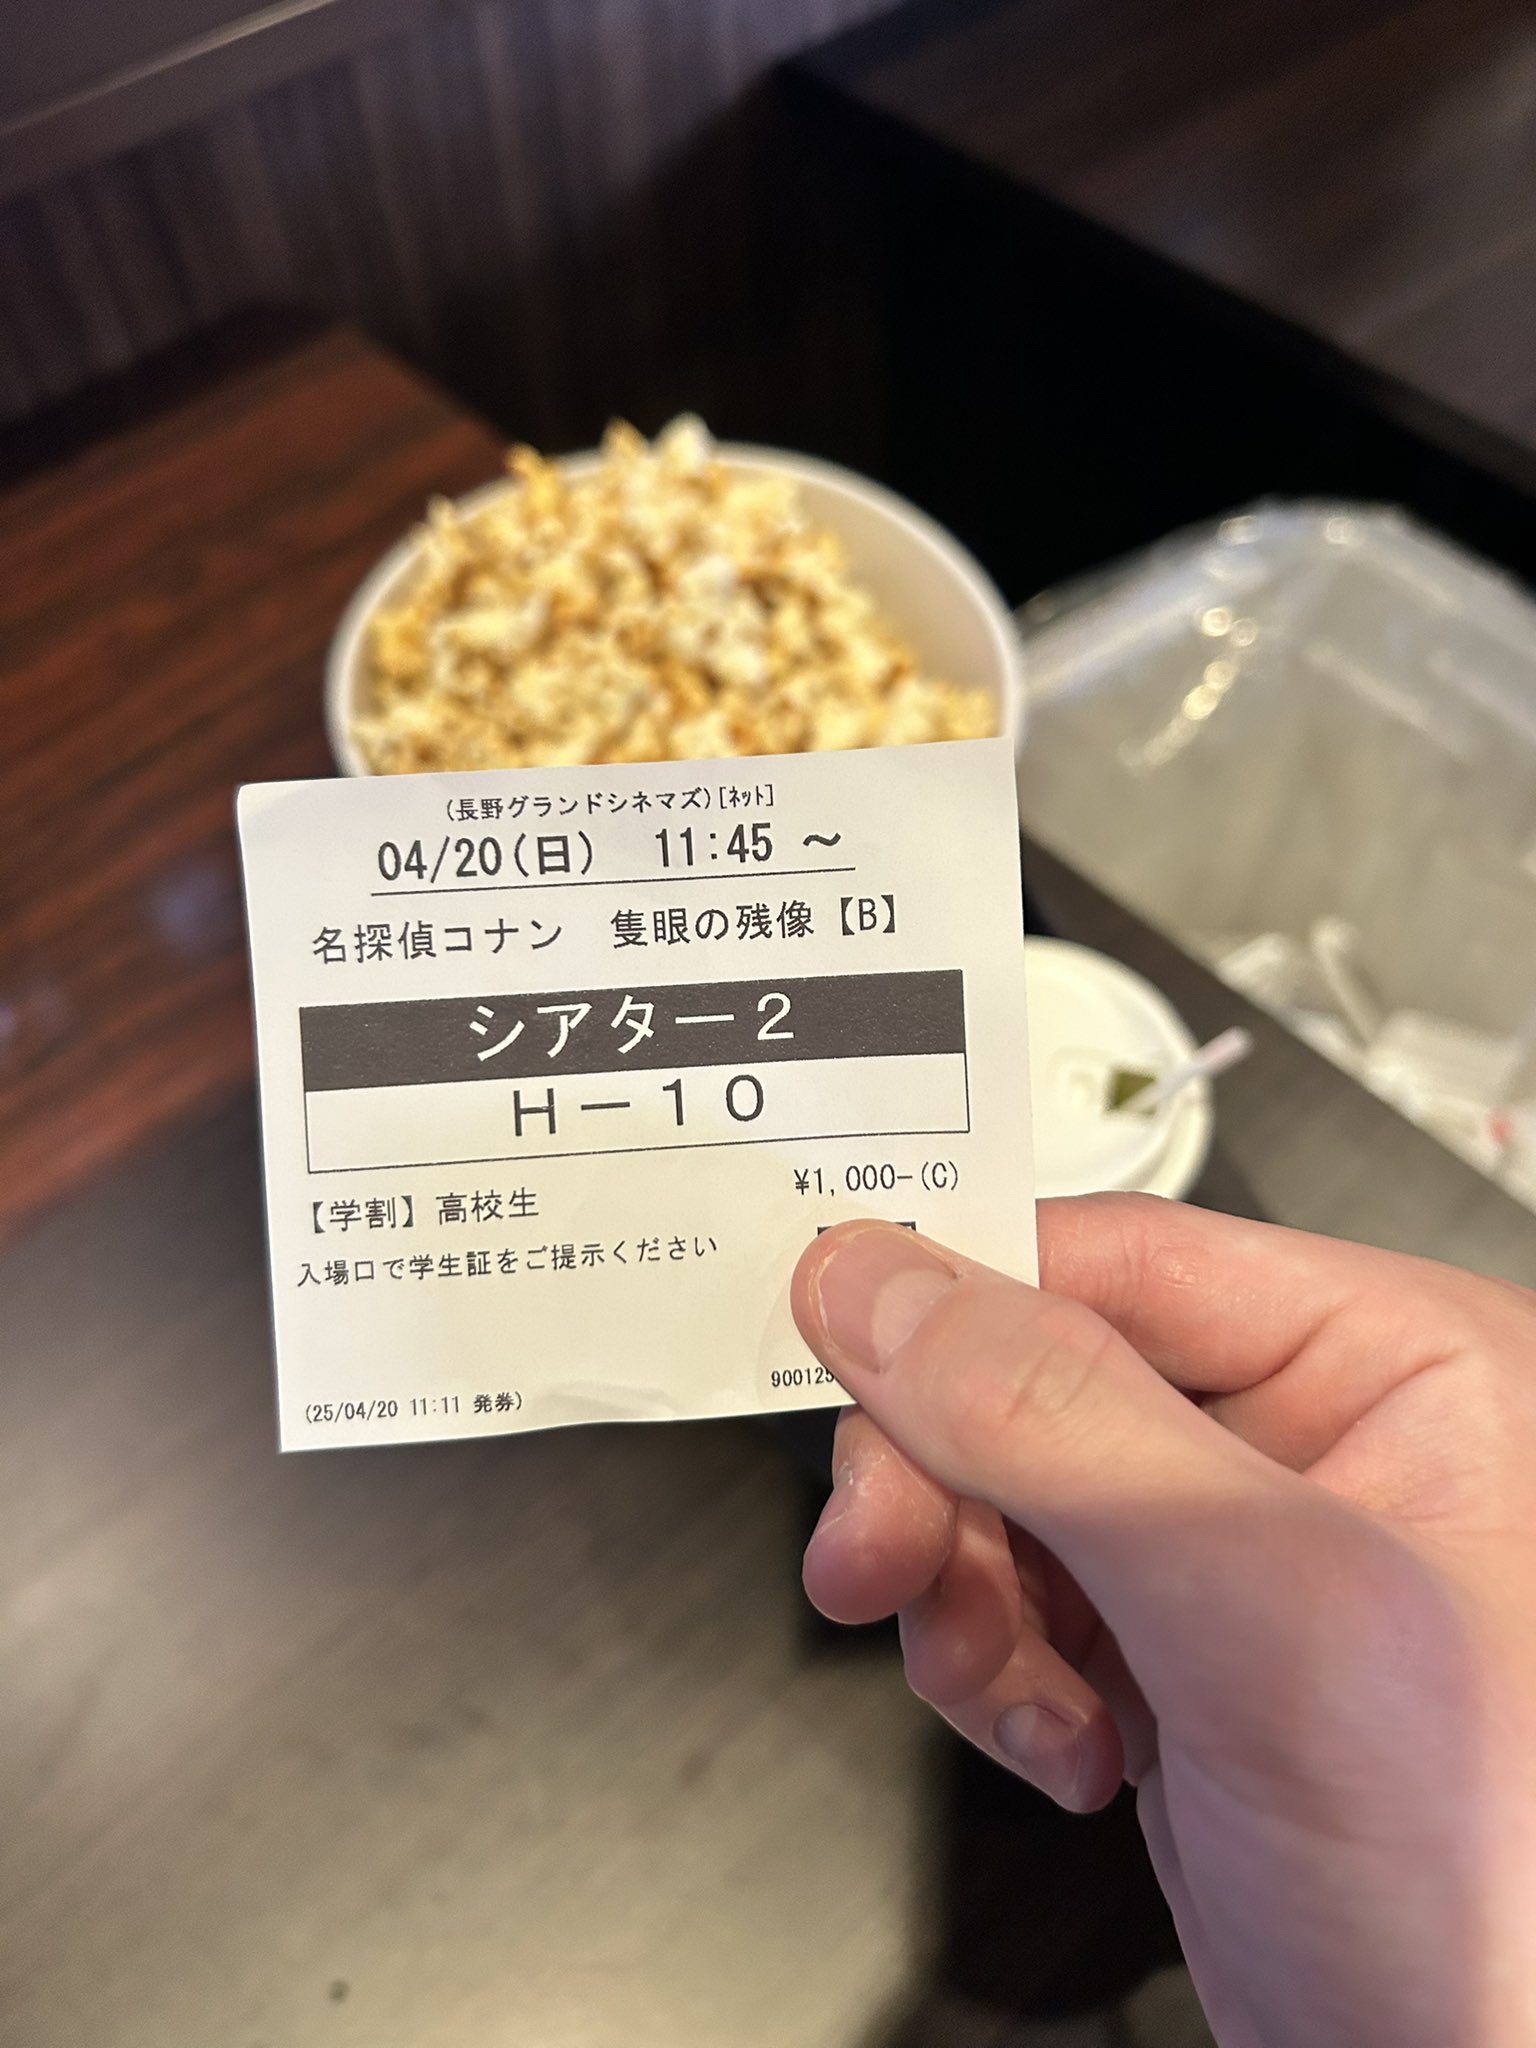 (長野グランドシネマズ)[ﾈｯﾄ]
04/20(日) 11:45 ~
名探偵コナン 隻眼の残像【B】
シアター2
H-10
¥1,000-(C)
【学割】高校生
入場口で学生証をご提示ください
900125
(25/04/20 11:11 発券)